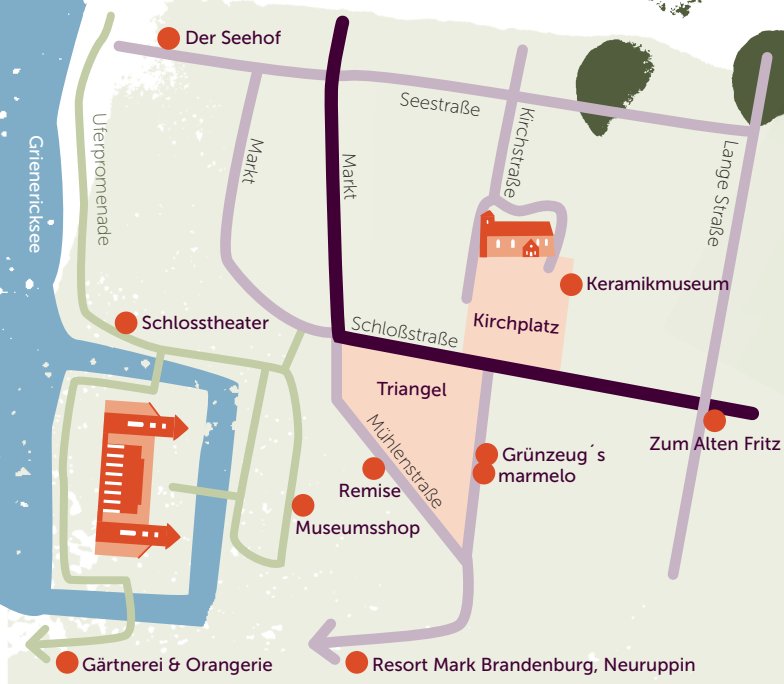 Der Seehof
Seestraße
Kirchstraße
Lange Straße
Markt
Markt
Uferpromenade
Grienericksee
Keramikmuseum
Kirchplatz
Schlosstheater
Schloßstraße
Triangel
Mühlenstraße
Zum Alten Fritz
Grünzeug´s
marmelo
Remise
Museumsshop
Gärtnerei & Orangerie
Resort Mark Brandenburg, Neuruppin